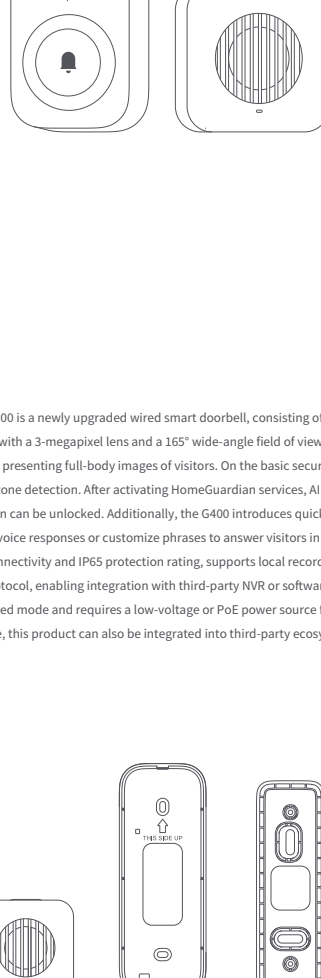 00 is a newly upgraded wired smart doorbell, consisting of
with a 3-megapixel lens and a 165° wide-angle field of view
presenting full-body images of visitors. On the basic secur
one detection. After activating HomeGuardian services, AI
n can be unlocked. Additionally, the G400 introduces quick
voice responses or customize phrases to answer visitors in
nnectivity and IP65 protection rating, supports local record
otocol, enabling integration with third-party NVR or softwar
ed mode and requires a low-voltage or PoE power source f
e, this product can also be integrated into third-party ecosy
THIS SIDE UP